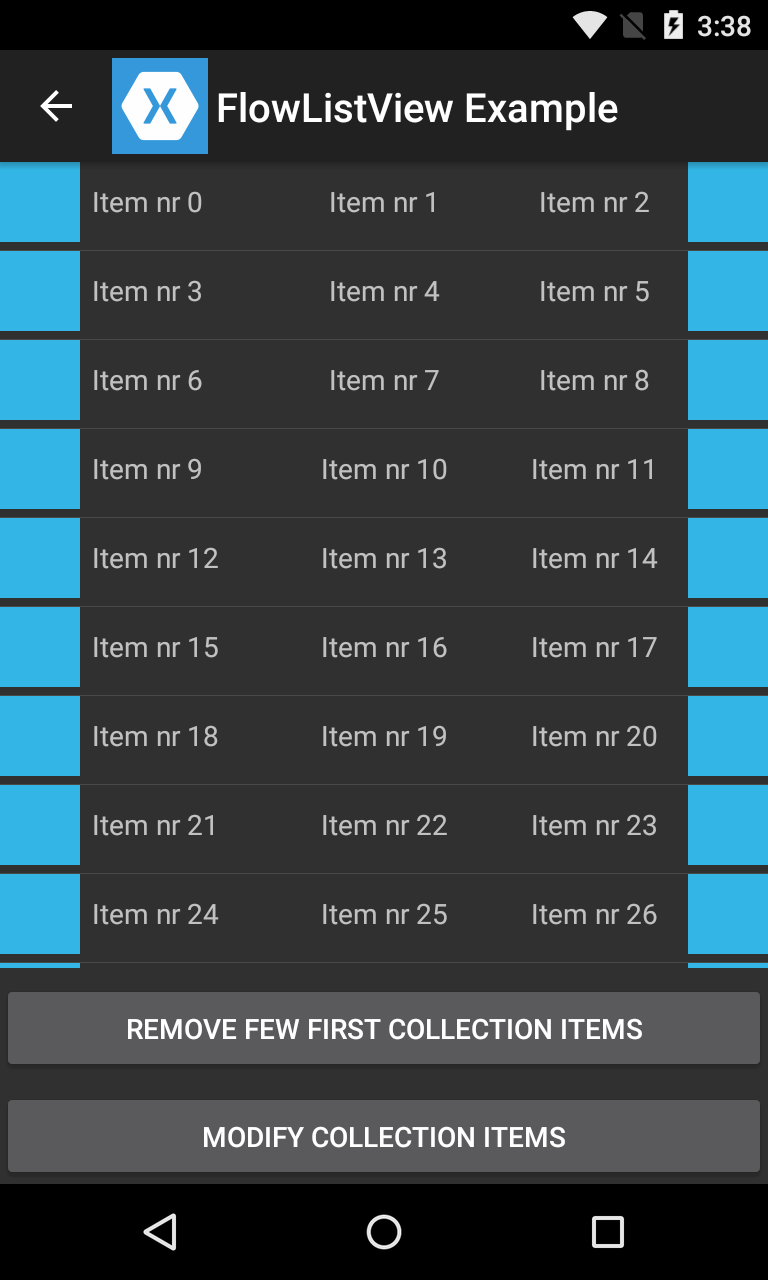 3:38
FlowListView Example
Item nr 0 Item nr 1 Item nr 2
Item nr 3 Item nr 4 Item nr 5
Item nr 6 Item nr 7 Item nr 8
Item nr 9 Item nr 10 Item nr 11
Item nr 12 Item nr 13 Item nr 14
Item nr 15 Item nr 16 Item nr 17
Item nr 18 Item nr 19 Item nr 20
Item nr 21 Item nr 22 Item nr 23
Item nr 24 Item nr 25 Item nr 26
REMOVE FEW FIRST COLLECTION ITEMS
MODIFY COLLECTION ITEMS